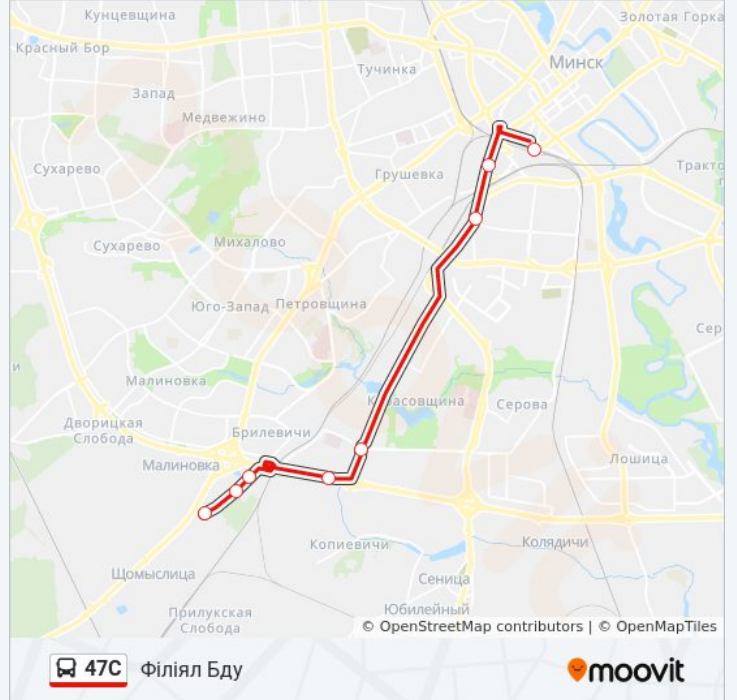 Кунцевщина
Золотая Горка
Красный Бор
Минск
Тучинка
Запад
Медвежино
Сухарево
Грушевка
Тракто
Сухарево
Михалово
Юго-Запад
Петровщина
Сер
и
Малиновка
Красовщина
Серова
Дворицкая
Слобода
Брилевичи
Малиновка
Лошица
Копиевичи
Колядичи
Щомыслица
Сеница
Прилукская
Слобода
Юбилейный
© OpenStreetMap contributors | © OpenMapTiles
47С Філіял Бду
moovit